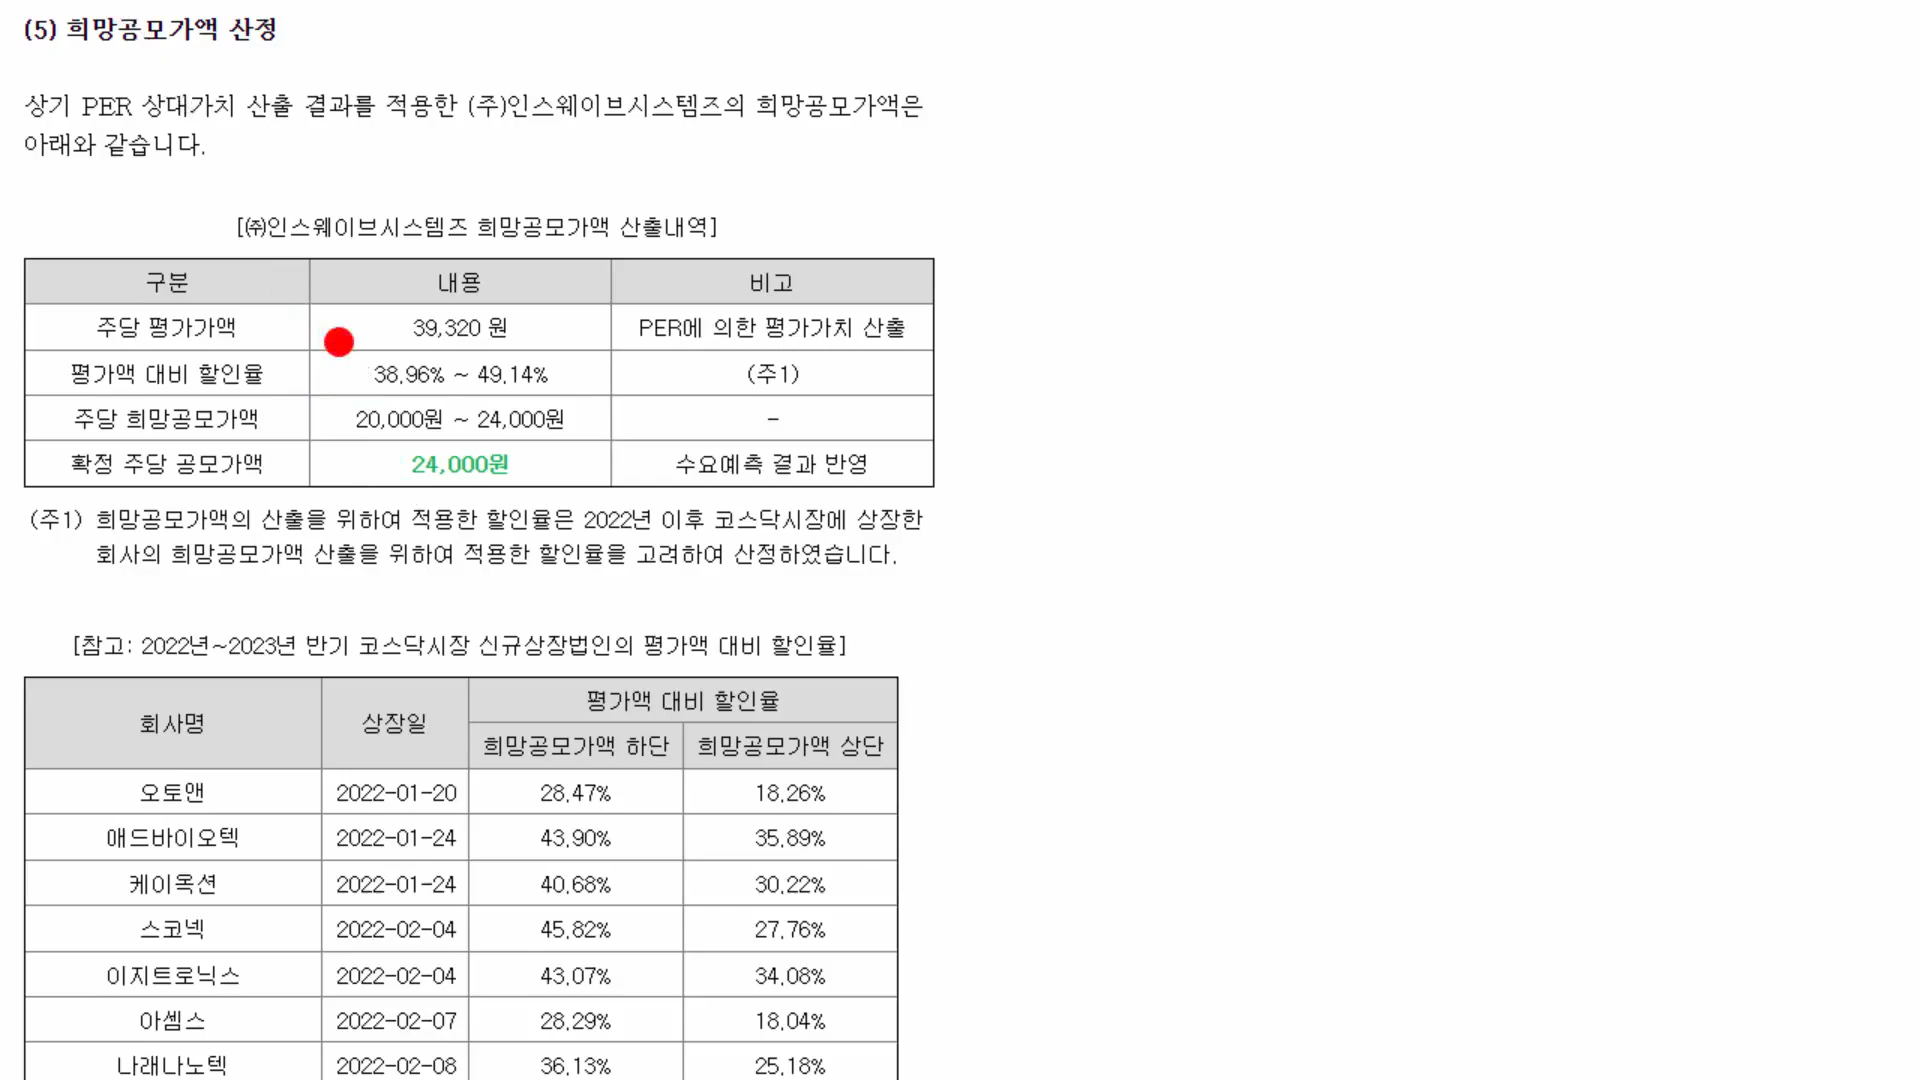 (5) 희망공모가액 산정
상기 PER 상대가치 산출 결과를 적용한 (주)인스웨이브시스템즈의 희망공모가액은
아래와 같습니다.
[㈜인스웨이브시스템즈 희망공모가액 산출내역]
구분 내용 비고
주당 평가가액 39,320 원 PER에 의한 평가가치 산출
평가액 대비 할인율 38.96% ~ 49.14% (주1)
주당 희망공모가액 20,000원 ~ 24,000원 -
확정 주당 공모가액 24,000원 수요예측 결과 반영
(주1) 희망공모가액의 산출을 위하여 적용한 할인율은 2022년 이후 코스닥시장에 상장한
회사의 희망공모가액 산출을 위하여 적용한 할인율을 고려하여 산정하였습니다.
[참고: 2022년~2023년 반기 코스닥시장 신규상장법인의 평가액 대비 할인율]
회사명 상장일 평가액 대비 할인율
희망공모가액 하단 희망공모가액 상단
오토앤 2022-01-20 28.47% 18.26%
애드바이오텍 2022-01-24 43.90% 35.89%
케이옥션 2022-01-24 40.68% 30.22%
스코넥 2022-02-04 45.82% 27.76%
이지트로닉스 2022-02-04 43.07% 34.08%
아셈스 2022-02-07 28.29% 18.04%
나래나노텍 2022-02-08 36.13% 25.18%